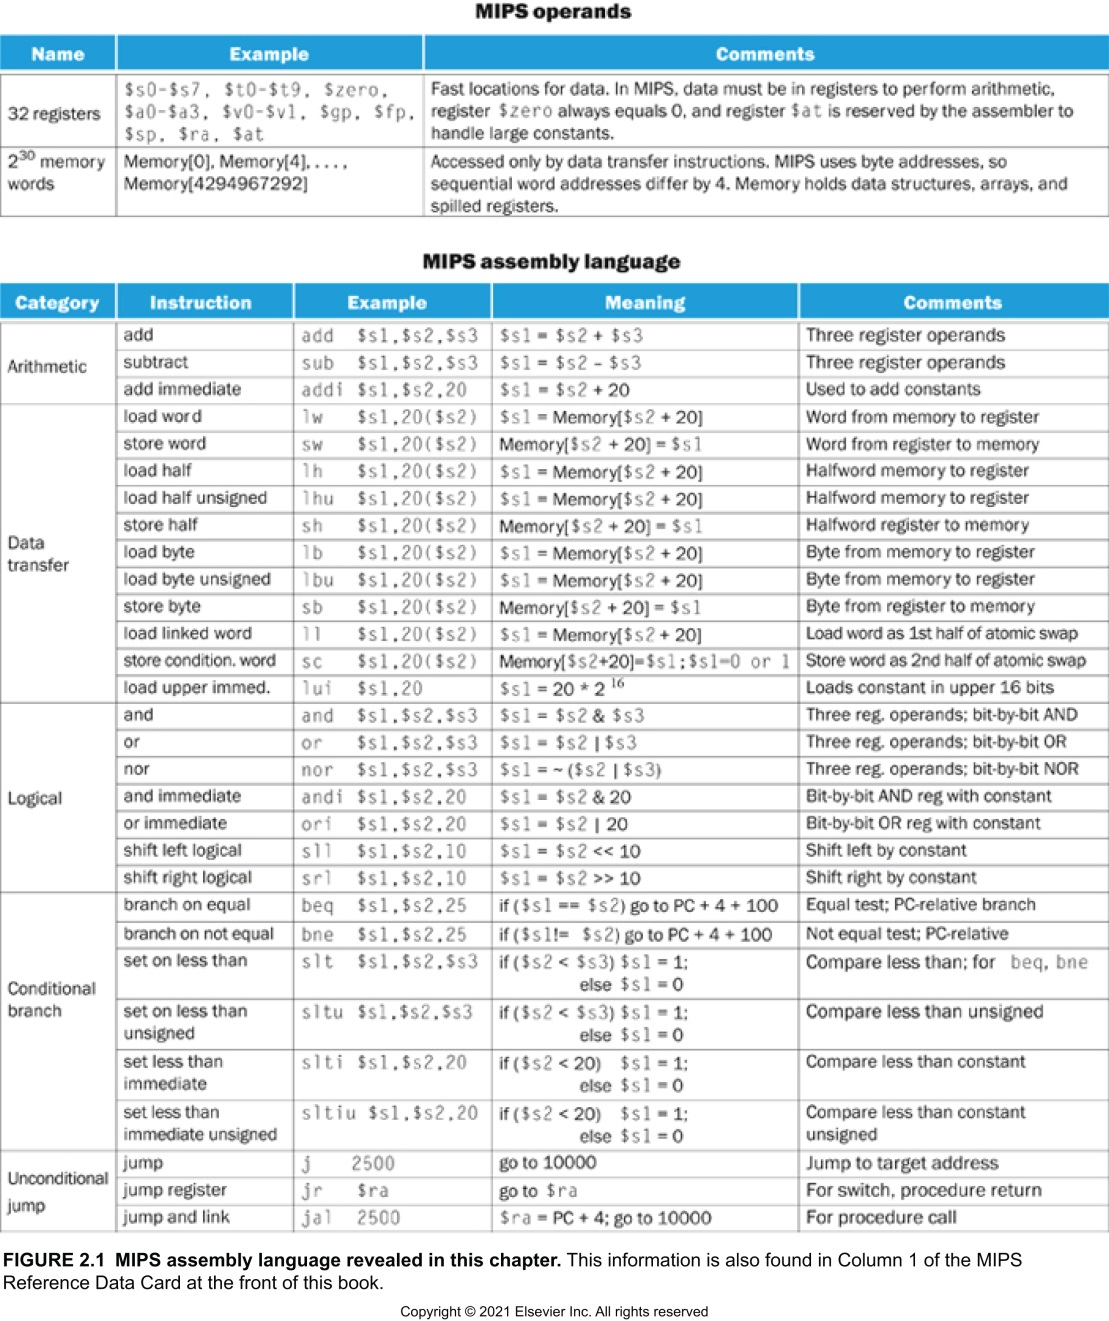 MIPS operands
Name Example Comments
32 registers $s0-$s7, $t0-$t9, $zero, $a0-$a3, $v0-$v1, $gp, $fp, $sp, $ra, $at Fast locations for data. In MIPS, data must be in registers to perform arithmetic, register $zero always equals 0, and register $at is reserved by the assembler to handle large constants.
2^30 memory words Memory[0], Memory[4],...., Memory[4294967292] Accessed only by data transfer instructions. MIPS uses byte addresses, so sequential word addresses differ by 4. Memory holds data structures, arrays, and spilled registers.
MIPS assembly language
Category Instruction Example Meaning Comments
Arithmetic
add add $s1,$s2,$s3 $s1 = $s2 + $s3 Three register operands
subtract sub $s1,$s2,$s3 $s1 = $s2 - $s3 Three register operands
add immediate addi $s1,$s2,20 $s1 = $s2 + 20 Used to add constants
Data transfer
load word lw $s1,20($s2) $s1 = Memory[$s2 + 20] Word from memory to register
store word sw $s1,20($s2) Memory[$s2 + 20] = $s1 Word from register to memory
load half lh $s1,20($s2) $s1 = Memory[$s2 + 20] Halfword memory to register
load half unsigned lhu $s1,20($s2) $s1 = Memory[$s2 + 20] Halfword memory to register
store half sh $s1,20($s2) Memory[$s2 + 20] = $s1 Halfword register to memory
load byte lb $s1,20($s2) $s1 = Memory[$s2 + 20] Byte from memory to register
load byte unsigned lbu $s1,20($s2) $s1 = Memory[$s2 + 20] Byte from memory to register
store byte sb $s1,20($s2) Memory[$s2 + 20] = $s1 Byte from register to memory
load linked word ll $s1,20($s2) $s1 = Memory[$s2 + 20] Load word as 1st half of atomic swap
store condition. word sc $s1,20($s2) Memory[$s2+20]=$s1;$s1=0 or 1 Store word as 2nd half of atomic swap
load upper immed. lui $s1,20 $s1 = 20 * 2^16 Loads constant in upper 16 bits
Logical
and and $s1,$s2,$s3 $s1 = $s2 & $s3 Three reg. operands; bit-by-bit AND
or or $s1,$s2,$s3 $s1 = $s2 | $s3 Three reg. operands; bit-by-bit OR
nor nor $s1,$s2,$s3 $s1 = ~ ($s2 | $s3) Three reg. operands; bit-by-bit NOR
and immediate andi $s1,$s2,20 $s1 = $s2 & 20 Bit-by-bit AND reg with constant
or immediate ori $s1,$s2,20 $s1 = $s2 | 20 Bit-by-bit OR reg with constant
shift left logical sll $s1,$s2,10 $s1 = $s2 << 10 Shift left by constant
shift right logical srl $s1,$s2,10 $s1 = $s2 >> 10 Shift right by constant
Conditional branch
branch on equal beq $s1,$s2,25 if ($s1 == $s2) go to PC + 4 + 100 Equal test; PC-relative branch
branch on not equal bne $s1,$s2,25 if ($s1!= $s2) go to PC + 4 + 100 Not equal test; PC-relative
set on less than slt $s1,$s2,$s3 if ($s2 < $s3) $s1 = 1; else $s1 = 0 Compare less than; for beq, bne
set on less than unsigned sltu $s1,$s2,$s3 if ($s2 < $s3) $s1 = 1; else $s1 = 0 Compare less than unsigned
set less than immediate slti $s1,$s2,20 if ($s2 < 20) $s1 = 1; else $s1 = 0 Compare less than constant
set less than immediate unsigned sltiu $s1,$s2,20 if ($s2 < 20) $s1 = 1; else $s1 = 0 Compare less than constant unsigned
Unconditional jump
jump j 2500 go to 10000 Jump to target address
jump register jr $ra go to $ra For switch, procedure return
jump and link jal 2500 $ra = PC + 4; go to 10000 For procedure call
FIGURE 2.1 MIPS assembly language revealed in this chapter. This information is also found in Column 1 of the MIPS
Reference Data Card at the front of this book.
Copyright © 2021 Elsevier Inc. All rights reserved